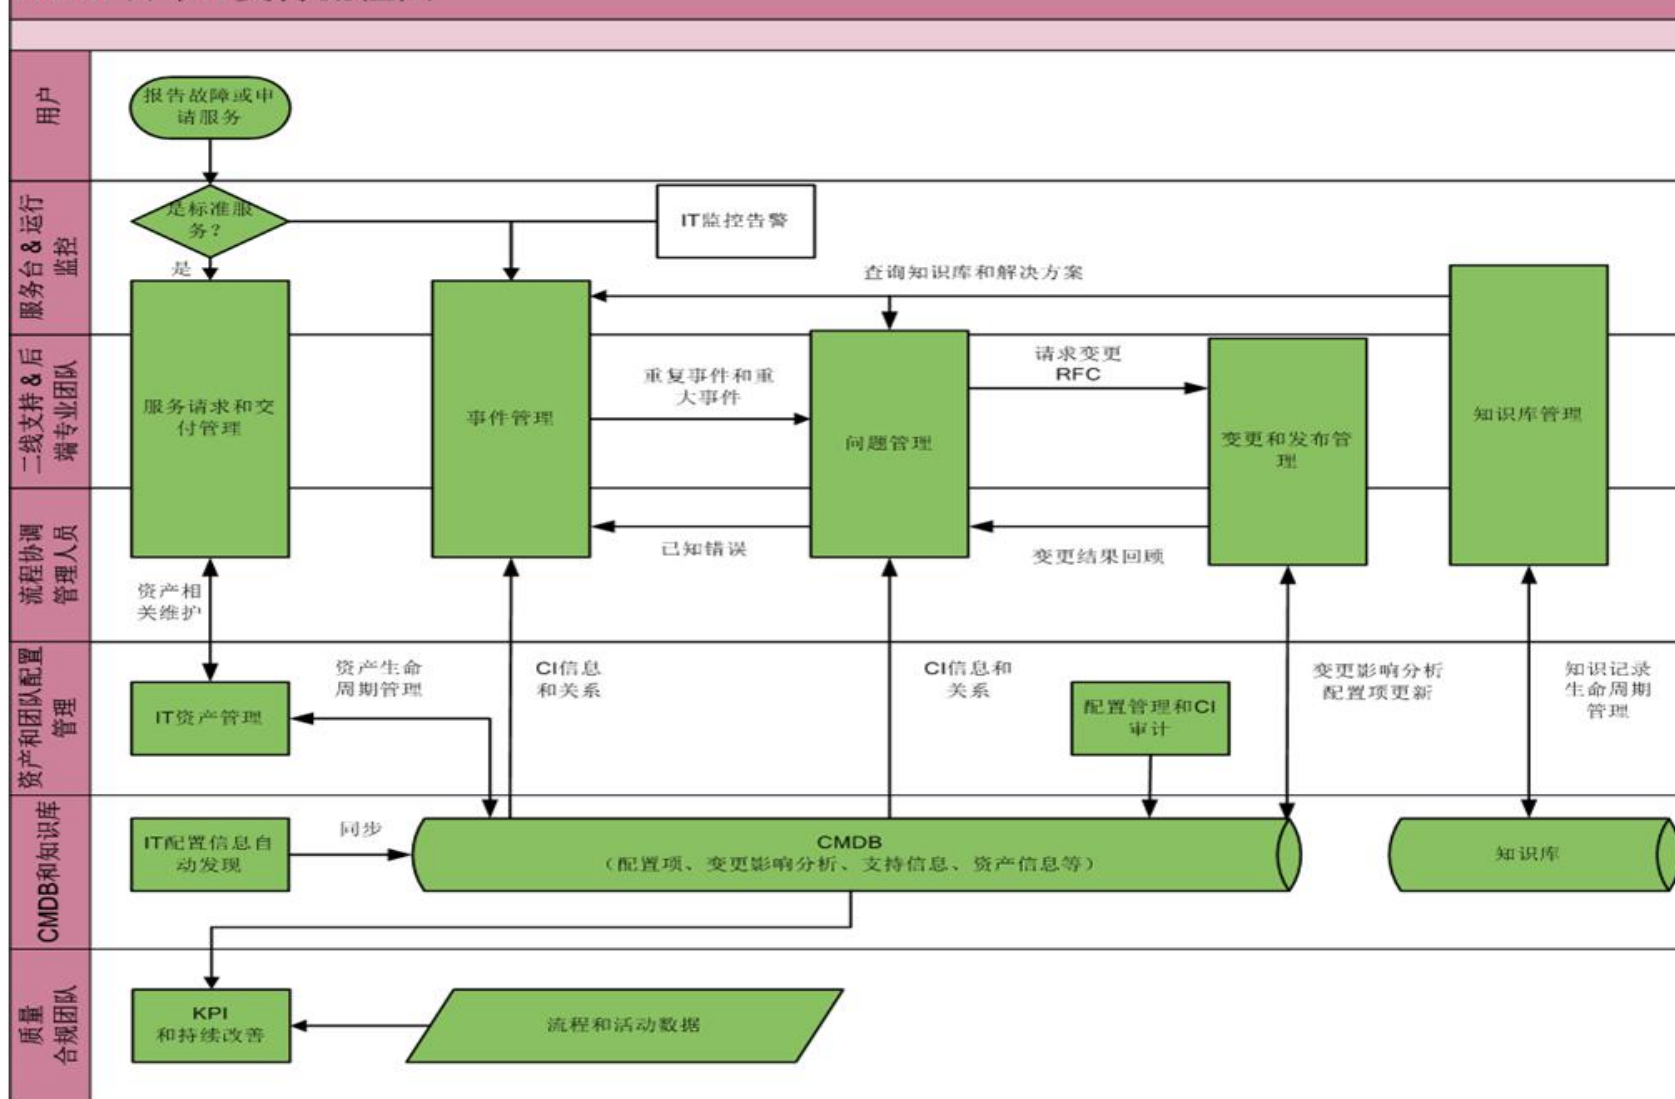 用户
报告故障或申
请服务
服务台 & 运行
监控
是标准服
务？
是
IT监控告警
查询知识库和解决方案
二线支持 & 后
端专业团队
服务请求和交
付管理
事件管理
重复事件和重
大事件
问题管理
请求变更
RFC
变更和发布管
理
知识库管理
流程协调
管理人员
已知错误
变更结果回顾
资产相
关维护
资产和团队配置
管理
IT资产管理
资产生命
周期管理
CI信息
和关系
CI信息和
关系
配置管理和CI
审计
变更影响分析
配置项更新
知识记录
生命周期
管理
CMDB和知识库
IT配置信息自
动发现
同步
CMDB
（配置项、变更影响分析、支持信息、资产信息等）
知识库
质量
合规团队
KPI
和持续改善
流程和活动数据